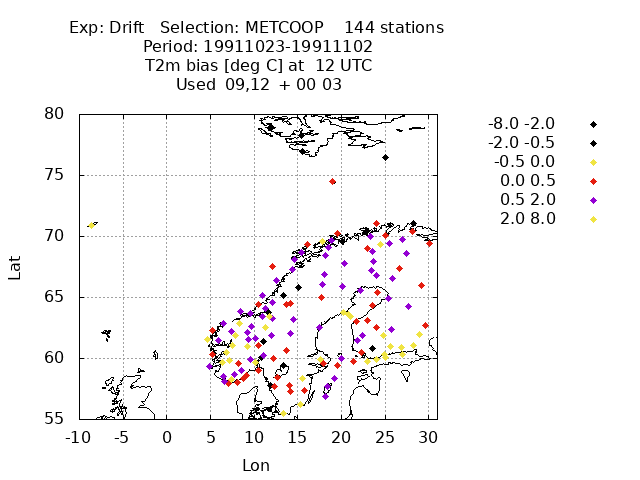 Exp: Drift Selection: METCOOP 144 stations
Period: 19911023-19911102
T2m bias [deg C] at 12 UTC
Used 09,12 + 00 03
-8.0 -2.0
-2.0 -0.5
-0.5 0.0
0.0 0.5
0.5 2.0
2.0 8.0
80
75
70
65
60
55
Lat
-10 -5 0 5 10 15 20 25 30
Lon